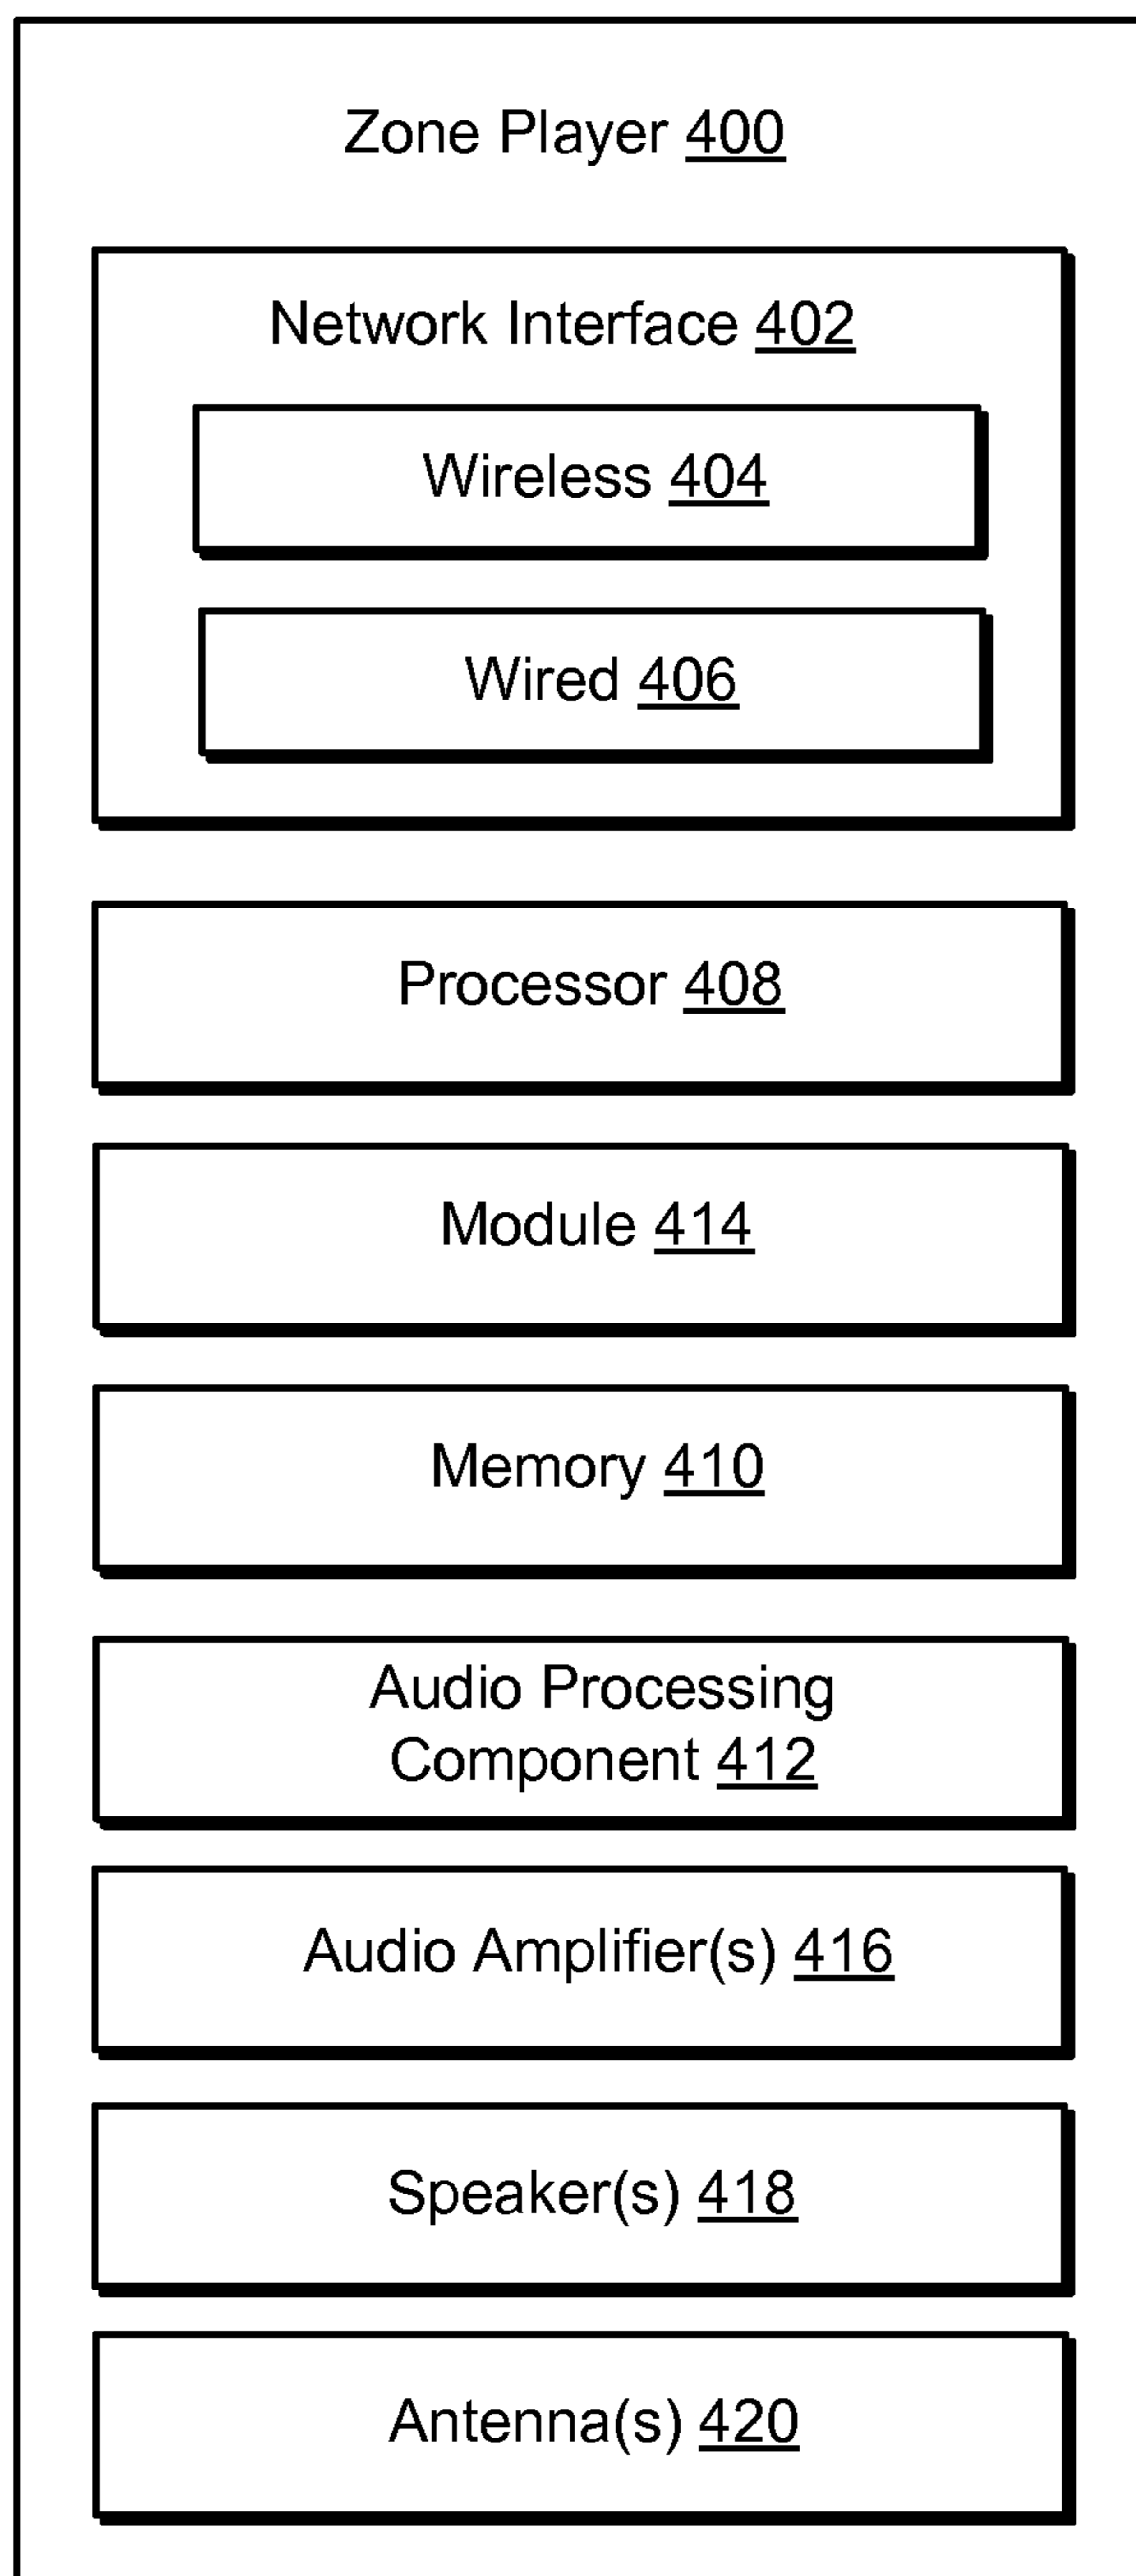 Zone Player 400
Network Interface 402
Wireless 404
Wired 406
Processor 408
Module 414
Memory 410
Audio Processing
Component 412
Audio Amplifier(s) 416
Speaker(s) 418
Antenna(s) 420